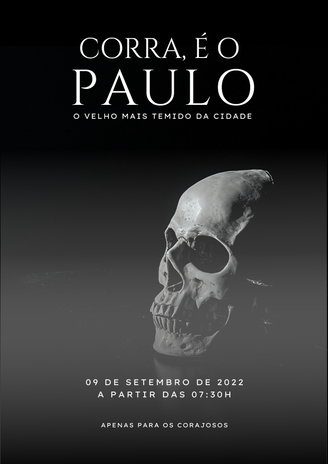 CORRA, É O
PAULO
O VELHO MAIS TEMIDO DA CIDADE
09 DE SETEMBRO DE 2022
A PARTIR DAS 07:30H
APENAS PARA OS CORAJOSOS